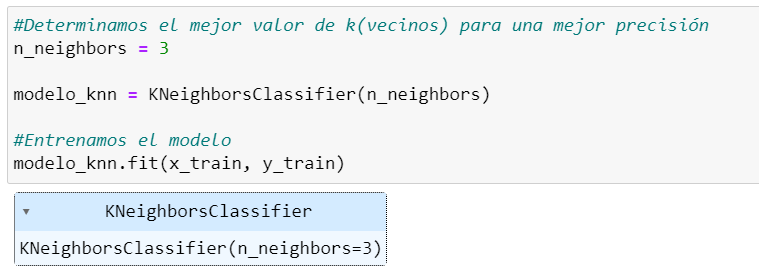 #Determinamos el mejor valor de k(vecinos) para una mejor precisión
n_neighbors = 3
modelo_knn = KNeighborsClassifier(n_neighbors)
#Entrenamos el modelo
modelo_knn.fit(x_train, y_train)
▾ KNeighborsClassifier
KNeighborsClassifier(n_neighbors=3)